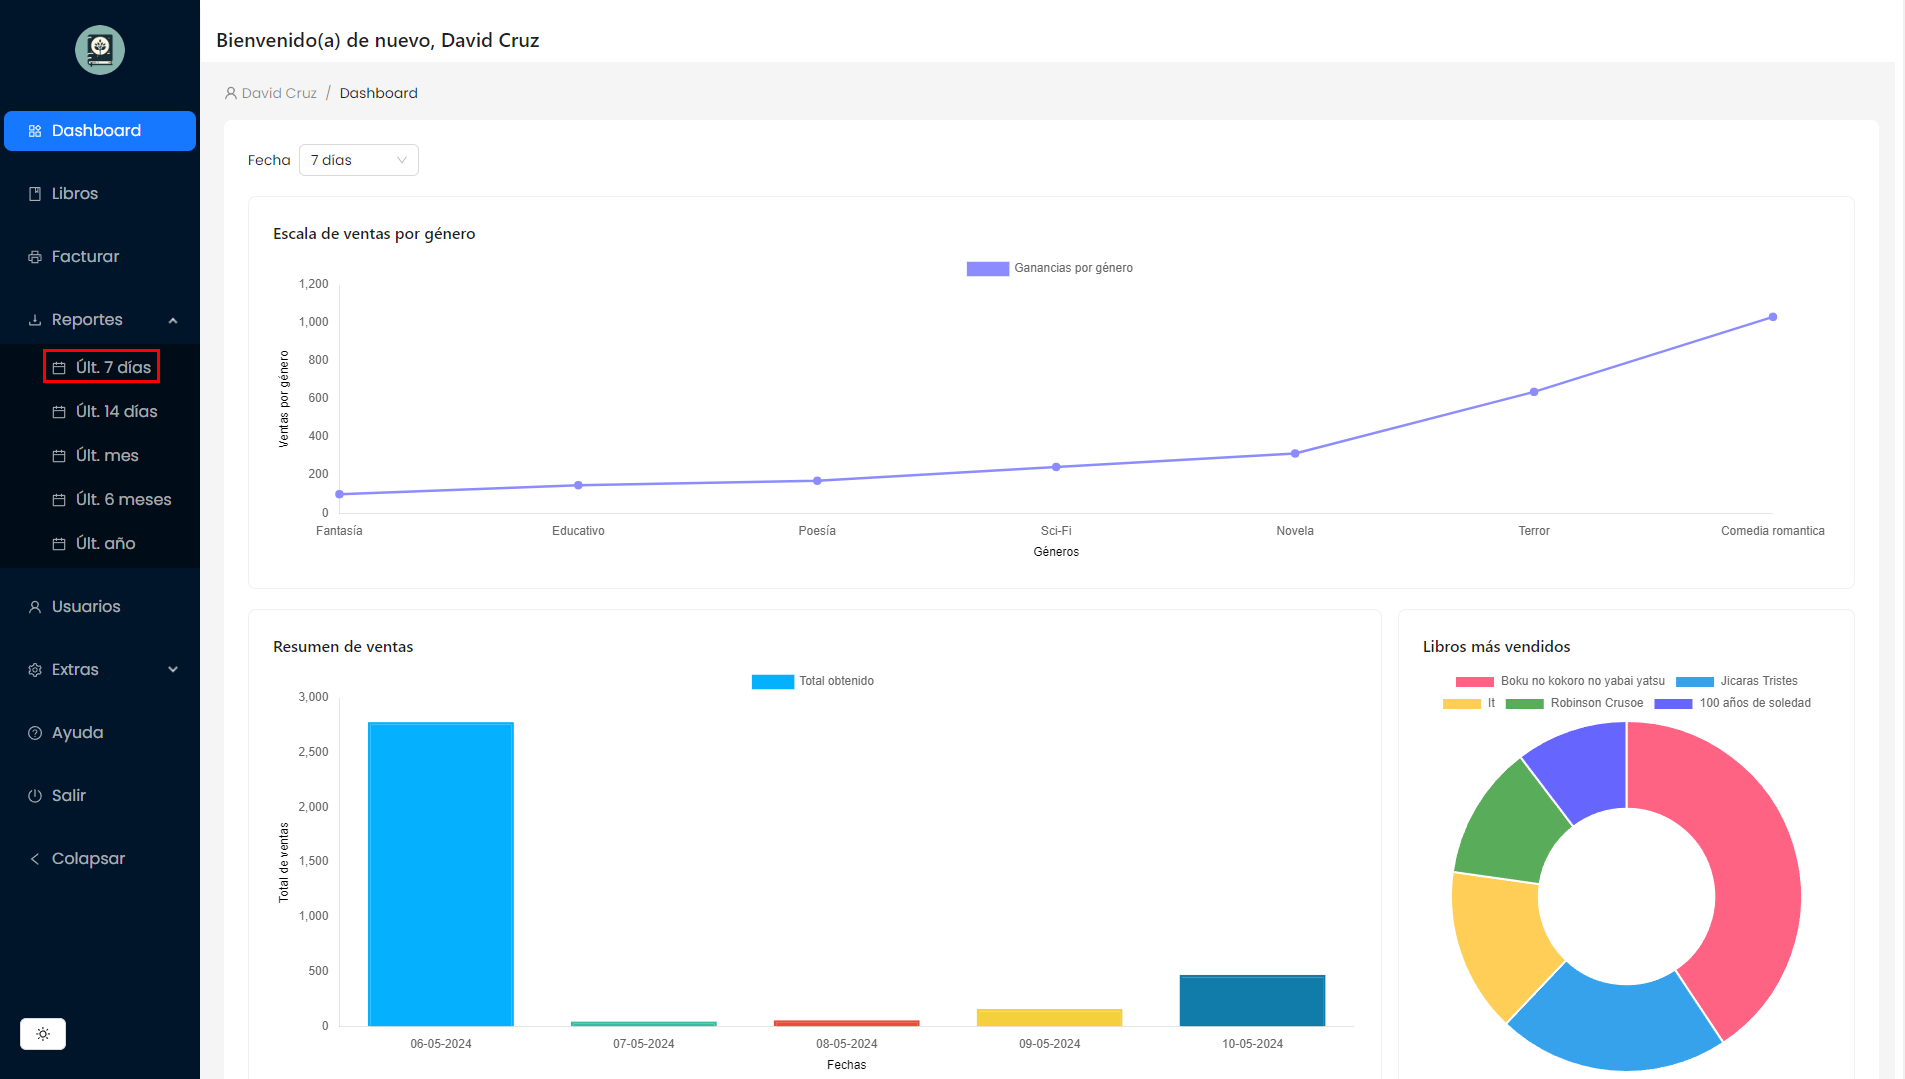 Bienvenido(a) de nuevo, David Cruz
David Cruz / Dashboard
Dashboard
Libros
Facturar
Reportes
Últ. 7 días
Últ. 14 días
Últ. mes
Últ. 6 meses
Últ. año
Usuarios
Extras
Ayuda
Salir
Colapsar
Fecha 7 días
Escala de ventas por género
Ganancias por género
Ventas por género
1,200
1,000
800
600
400
200
0
Fantasía Educativo Poesía Sci-Fi Novela Terror Comedia romantica
Géneros
Resumen de ventas
Total obtenido
Total de ventas
3,000
2,500
2,000
1,500
1,000
500
0
06-05-2024 07-05-2024 08-05-2024 09-05-2024 10-05-2024
Fechas
Libros más vendidos
Boku no kokoro no yabai yatsu Jicaras Tristes
It Robinson Crusoe 100 años de soledad